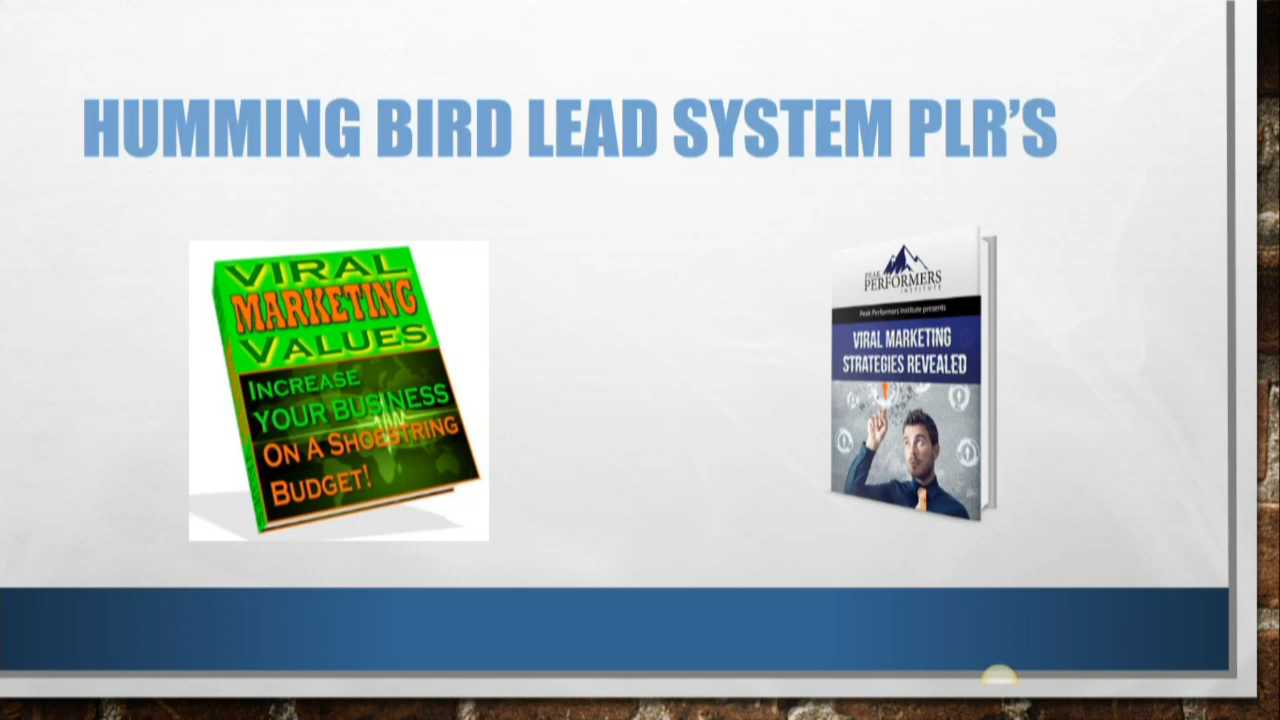 HUMMING BIRD LEAD SYSTEM PLR'S
VIRAL
MARKETING
VALUES
INCREASE
YOUR BUSINESS
ON A SHOESTRING
BUDGET!
PEAK
PERFORMERS
INSTITUTE
Peak Performers Institute presents
VIRAL MARKETING
STRATEGIES REVEALED